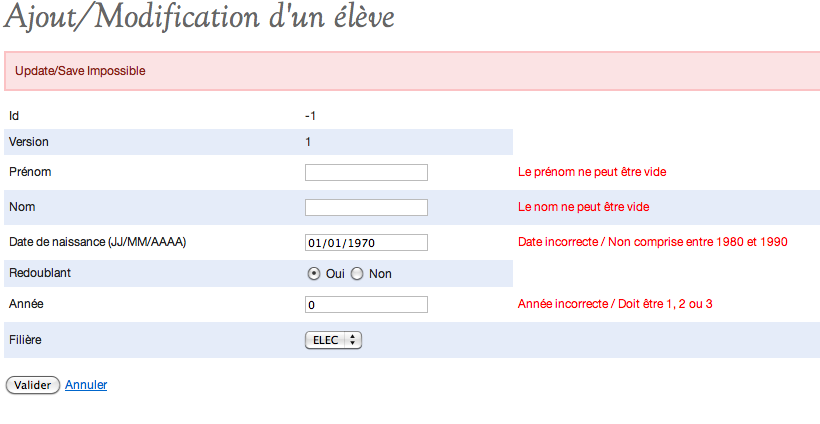 Ajout/Modification d'un élève
Update/Save Impossible
Id -1
Version 1
Prénom Le prénom ne peut être vide
Nom Le nom ne peut être vide
Date de naissance (JJ/MM/AAAA) 01/01/1970 Date incorrecte / Non comprise entre 1980 et 1990
Redoublant Oui Non
Année 0 Année incorrecte / Doit être 1, 2 ou 3
Filière ELEC
Valider Annuler